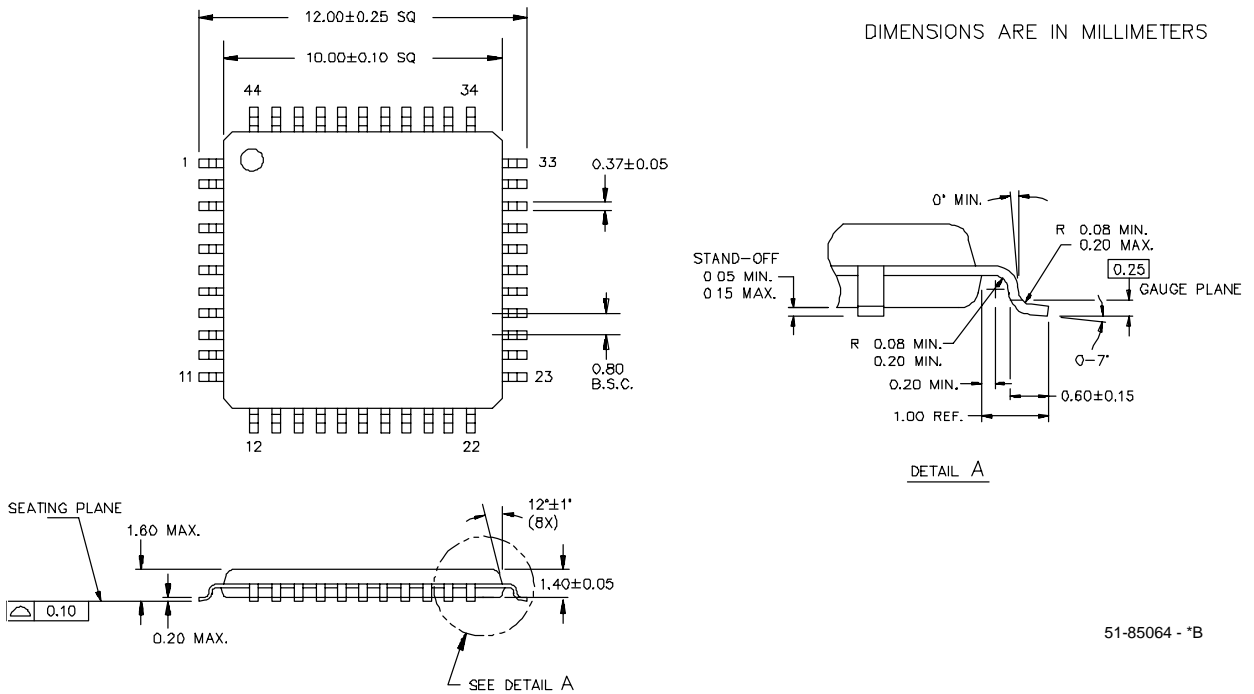 12.00±0.25 SQ
DIMENSIONS ARE IN MILLIMETERS
10.00±0.10 SQ
44
34
1
33
0.37±0.05
11
23
0.80
B.S.C.
12
22
0° MIN.
R 0.08 MIN.
0.20 MAX.
STAND-OFF
0.05 MIN.
0.15 MAX.
0.25
GAUGE PLANE
R 0.08 MIN.
0.20 MIN.
0-7°
0.20 MIN.
0.60±0.15
1.00 REF.
DETAIL A
SEATING PLANE
1.60 MAX.
12°±1°
(8X)
1.40±0.05
0.10
0.20 MAX.
SEE DETAIL A
51-85064 - *B